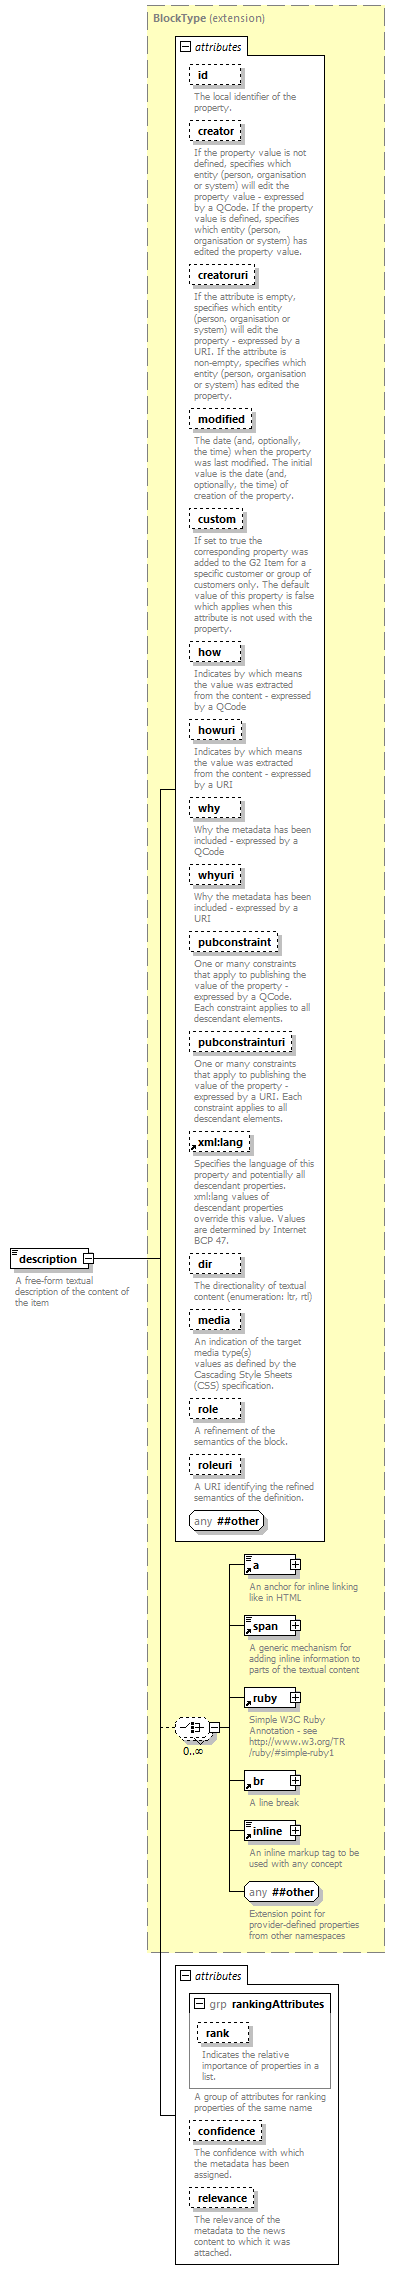 BlockType (extension)
attributes
id
The local identifier of the
property.
creator
If the property value is not
defined, specifies which
entity (person, organisation
or system) will edit the
property value - expressed
by a QCode. If the property
value is defined, specifies
which entity (person,
organisation or system) has
edited the property value.
creatoruri
If the attribute is empty,
specifies which entity
(person, organisation or
system) will edit the
property - expressed by a
URI. If the attribute is
non-empty, specifies which
entity (person, organisation
or system) has edited the
property.
modified
The date (and, optionally,
the time) when the property
was last modified. The initial
value is the date (and,
optionally, the time) of
creation of the property.
custom
If set to true the
corresponding property was
added to the G2 Item for a
specific customer or group of
customers only. The default
value of this property is false
which applies when this
attribute is not used with the
property.
how
Indicates by which means
the value was extracted
from the content - expressed
by a QCode
howuri
Indicates by which means
the value was extracted
from the content - expressed
by a URI
why
Why the metadata has been
included - expressed by a
QCode
whyuri
Why the metadata has been
included - expressed by a
URI
pubconstraint
One or many constraints
that apply to publishing the
value of the property -
expressed by a QCode.
Each constraint applies to all
descendant elements.
pubconstrainturi
One or many constraints
that apply to publishing the
value of the property -
expressed by a URI. Each
constraint applies to all
descendant elements.
xml:lang
Specifies the language of this
property and potentially all
descendant properties.
xml:lang values of
descendant properties
override this value. Values
are determined by Internet
BCP 47.
description
A free-form textual
description of the content of
the item
dir
The directionality of textual
content (enumeration: ltr, rtl)
media
An indication of the target
media type(s)
values as defined by the
Cascading Style Sheets
(CSS) specification.
role
A refinement of the
semantics of the block.
roleuri
A URI identifying the refined
semantics of the definition.
any ##other
a
An anchor for inline linking
like in HTML
span
A generic mechanism for
adding inline information to
parts of the textual content
ruby
Simple W3C Ruby
Annotation - see
http://www.w3.org/TR
/ruby/#simple-ruby1
0..∞
br
A line break
inline
An inline markup tag to be
used with any concept
any ##other
Extension point for
provider-defined properties
from other namespaces
attributes
grp rankingAttributes
rank
Indicates the relative
importance of properties in a
list.
A group of attributes for ranking
properties of the same name
confidence
The confidence with which
the metadata has been
assigned.
relevance
The relevance of the
metadata to the news
content to which it was
attached.